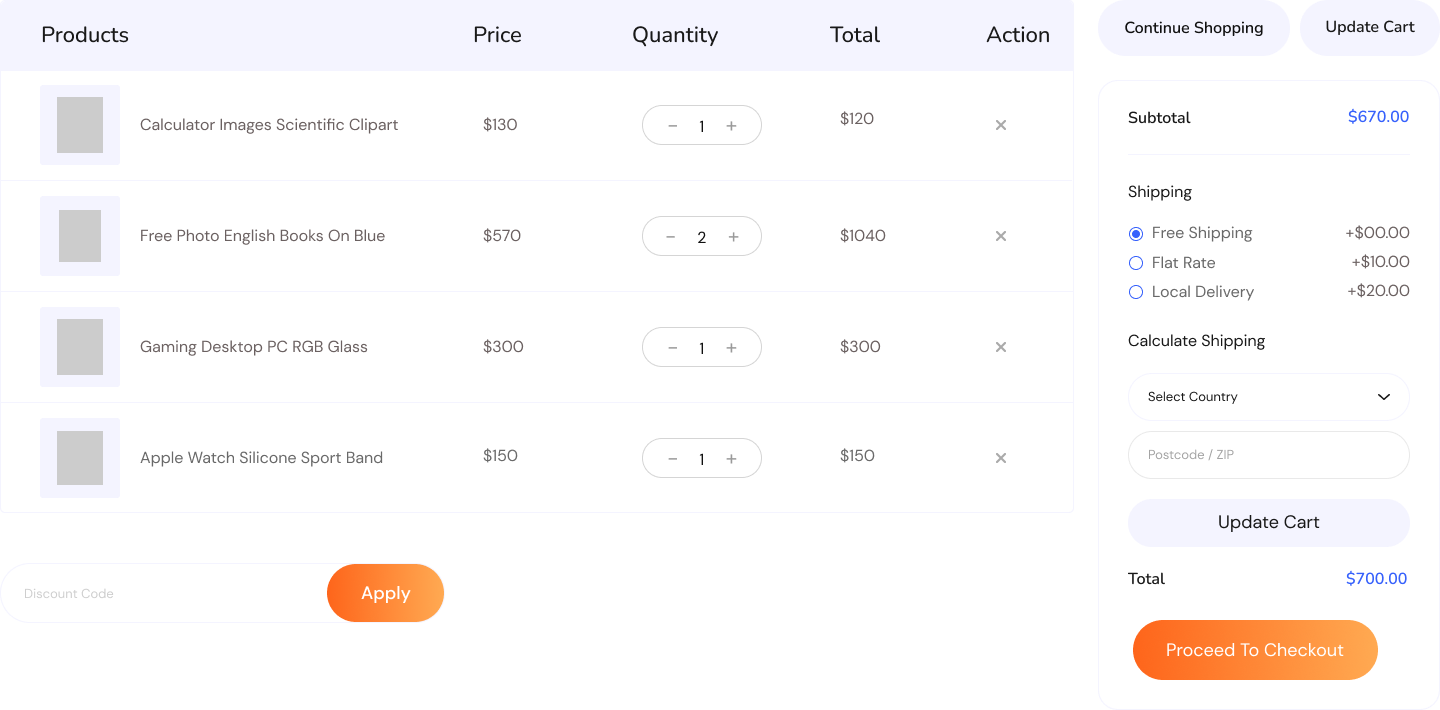 Products Price Quantity Total Action
Calculator Images Scientific Clipart $130 − 1 + $120 ×
Free Photo English Books On Blue $570 − 2 + $1040 ×
Gaming Desktop PC RGB Glass $300 − 1 + $300 ×
Apple Watch Silicone Sport Band $150 − 1 + $150 ×
Discount Code Apply
Continue Shopping Update Cart
Subtotal $670.00
Shipping
Free Shipping +$00.00
Flat Rate +$10.00
Local Delivery +$20.00
Calculate Shipping
Select Country
Postcode / ZIP
Update Cart
Total $700.00
Proceed To Checkout